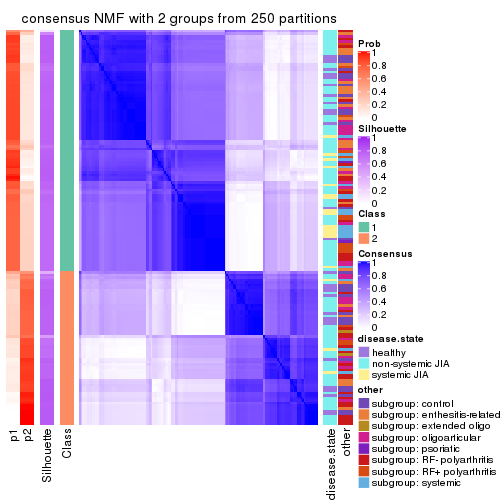 consensus NMF with 2 groups from 250 partitions
Prob
1
0.8
0.6
0.4
0.2
0
Silhouette
1
0.8
0.6
0.4
0.2
0
Class
1
2
Consensus
1
0.8
0.6
0.4
0.2
0
disease.state
healthy
non-systemic JIA
systemic JIA
other
subgroup: control
subgroup: enthesitis-related
subgroup: extended oligo
subgroup: oligoarticular
subgroup: psoriatic
subgroup: RF- polyarthritis
subgroup: RF+ polyarthritis
subgroup: systemic
p1
p2
Silhouette
Class
disease.state
other